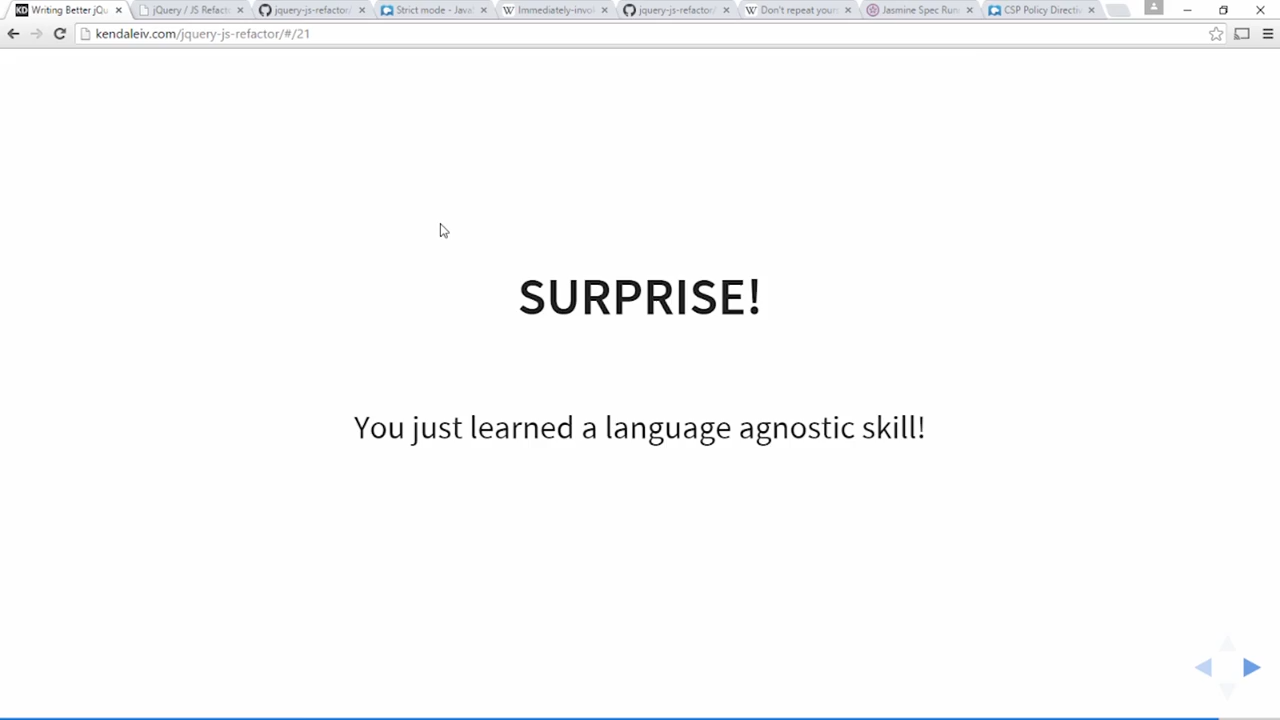 KD Writing Better jQu
jQuery / JS Refact
jquery-js-refactor/
Strict mode - Java
W Immediately-invo
jquery-js-refactor/
W Don't repeat your
Jasmine Spec Run
CSP Policy Directi
kendaleiv.com/jquery-js-refactor/#/21
SURPRISE!
You just learned a language agnostic skill!